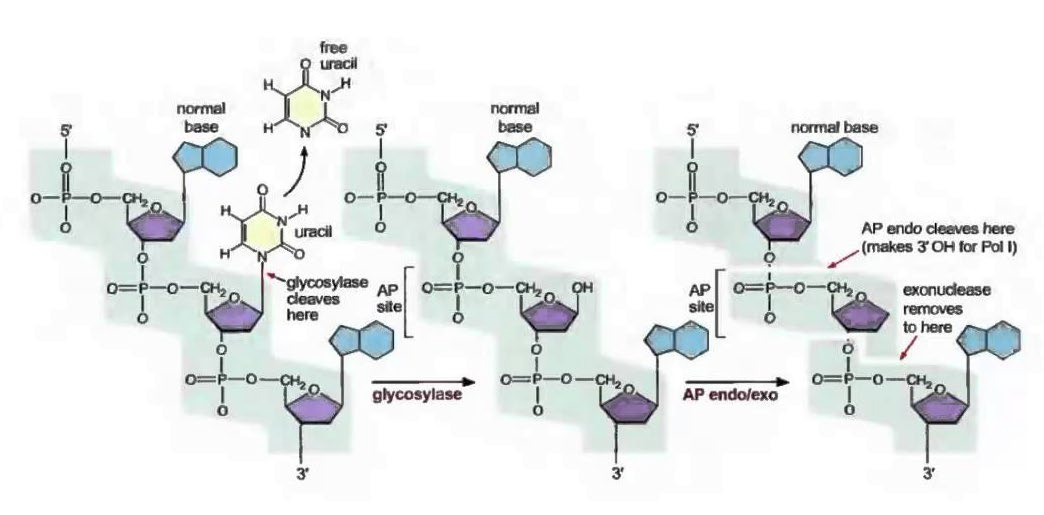 free
uracil
O
H
H
N
O
H
N
normal
base
5'
O
O
P
O
CH2
O
O
O
O
H
H
N
O
H
N
uracil
O
P
O
CH2
O
O
O
glycosylase
cleaves
here
O
P
O
CH2
O
O
3'
glycosylase
normal
base
5'
O
O
P
O
CH2
O
O
O
AP
site
O
P
O
CH2
O
OH
O
O
O
P
O
CH2
O
O
3'
AP endo/exo
normal base
5'
O
O
P
O
CH2
O
O
O
AP endo cleaves here
(makes 3' OH for Pol I)
AP
site
O
P
O
CH2
O
O
exonuclease
removes
to here
O
O
P
O
CH2
O
O
3'